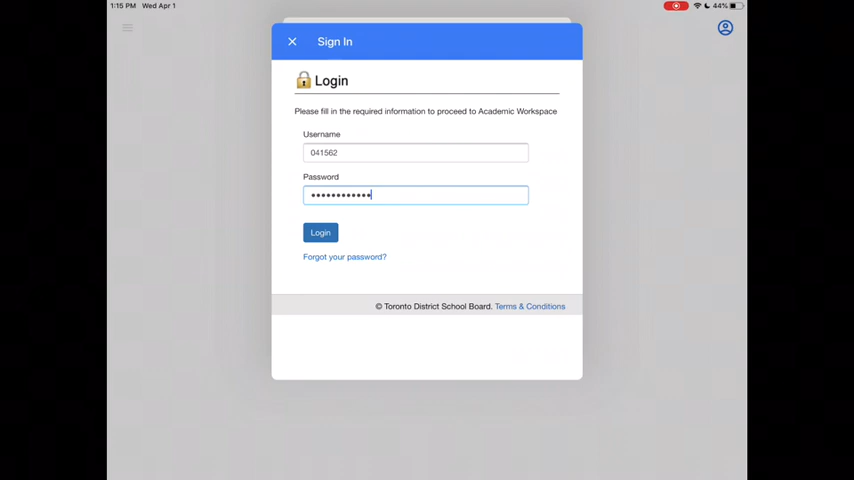 1:15 PM Wed Apr 1
44%
Sign In
Login
Please fill in the required information to proceed to Academic Workspace
Username
041562
Password
••••••••••••
Login
Forgot your password?
© Toronto District School Board. Terms & Conditions